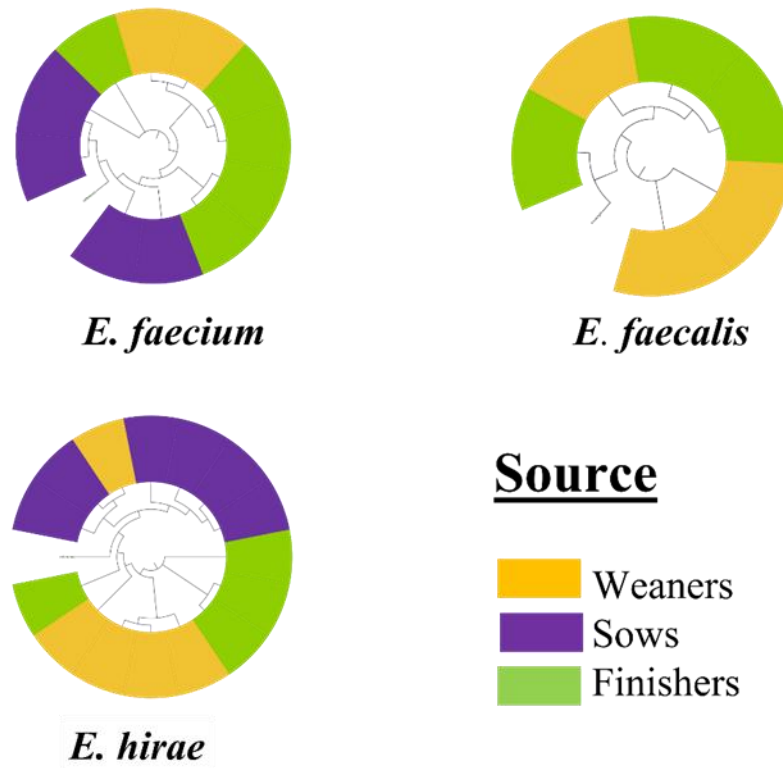 E. faecium
E. faecalis
E. hirae
Source
Weaners
Sows
Finishers